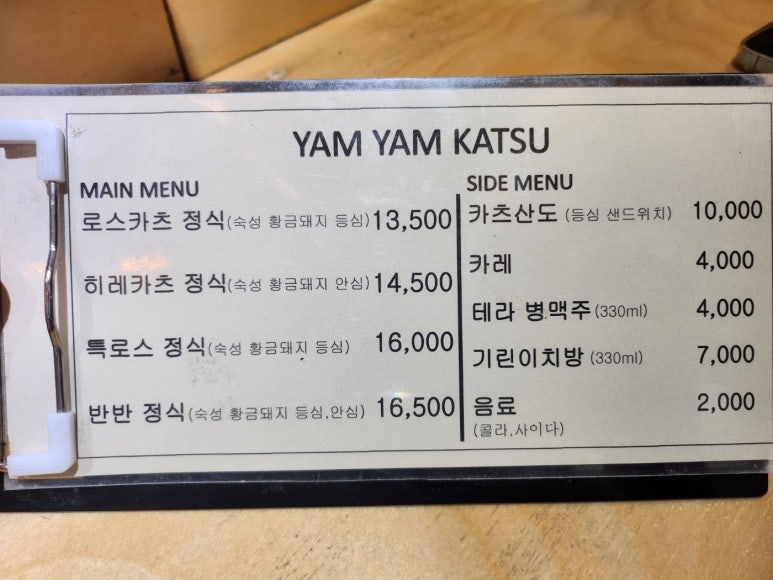 YAM YAM KATSU
MAIN MENU
로스카츠 정식(숙성 황금돼지 등심) 13,500
히레카츠 정식(숙성 황금돼지 안심) 14,500
특로스 정식(숙성 황금돼지 등심) 16,000
반반 정식(숙성 황금돼지 등심,안심) 16,500
SIDE MENU
카츠산도 (등심 샌드위치) 10,000
카레 4,000
테라 병맥주 (330ml) 4,000
기린이치방 (330ml) 7,000
음료 2,000
(콜라,사이다)